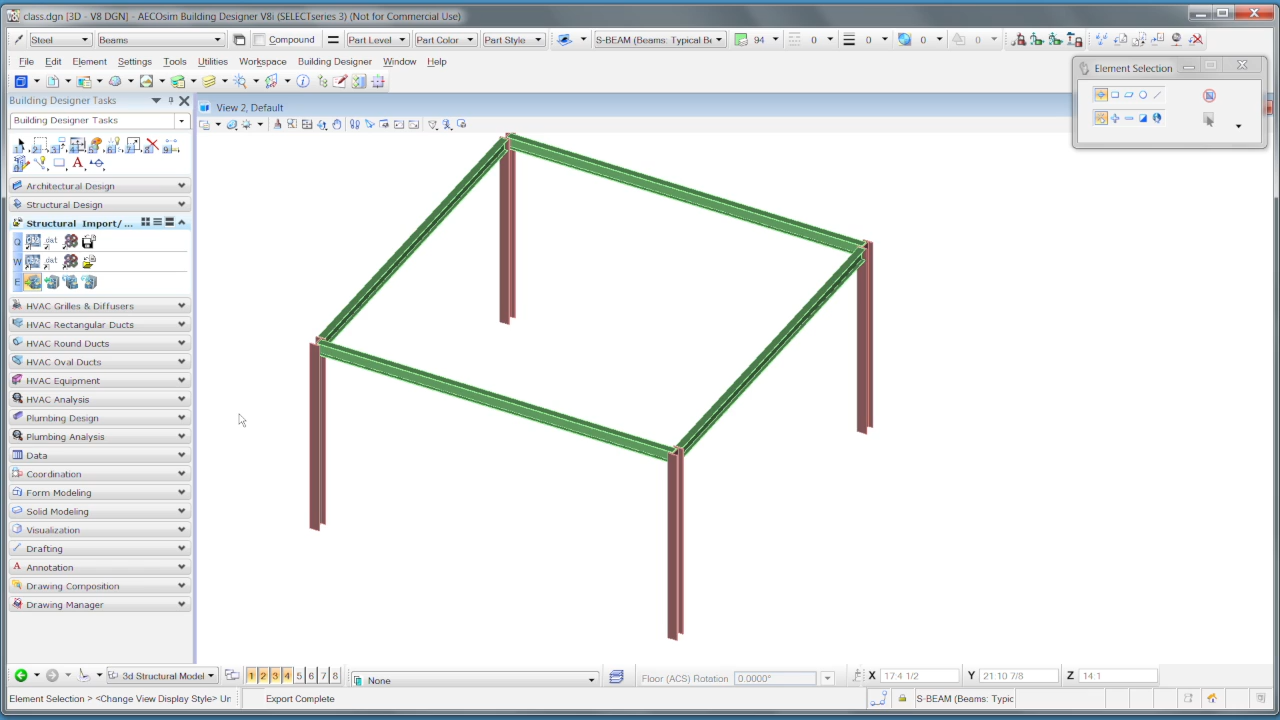 class.dgn [3D - V8 DGN] - AECOsim Building Designer V8i (SELECTseries 3) (Not for Commercial Use)
Steel Beams Compound Part Level Part Color Part Style S-BEAM (Beams: Typical Be 94 0 0 0 0
File Edit Element Settings Tools Utilities Workspace Building Designer Window Help
Element Selection
Building Designer Tasks
View 2, Default
Building Designer Tasks
Architectural Design
Structural Design
Structural Import/ ...
Q .dat
W .dat
E
HVAC Grilles & Diffusers
HVAC Rectangular Ducts
HVAC Round Ducts
HVAC Oval Ducts
HVAC Equipment
HVAC Analysis
Plumbing Design
Plumbing Analysis
Data
Coordination
Form Modeling
Solid Modeling
Visualization
Drafting
Annotation
Drawing Composition
Drawing Manager
3d Structural Model 1 2 3 4 5 6 7 8 None Floor (ACS) Rotation 0.0000° X 17:4 1/2 Y 21:10 7/8 Z 14:1
Element Selection > <Change View Display Style> Ur Export Complete S-BEAM (Beams: Typic